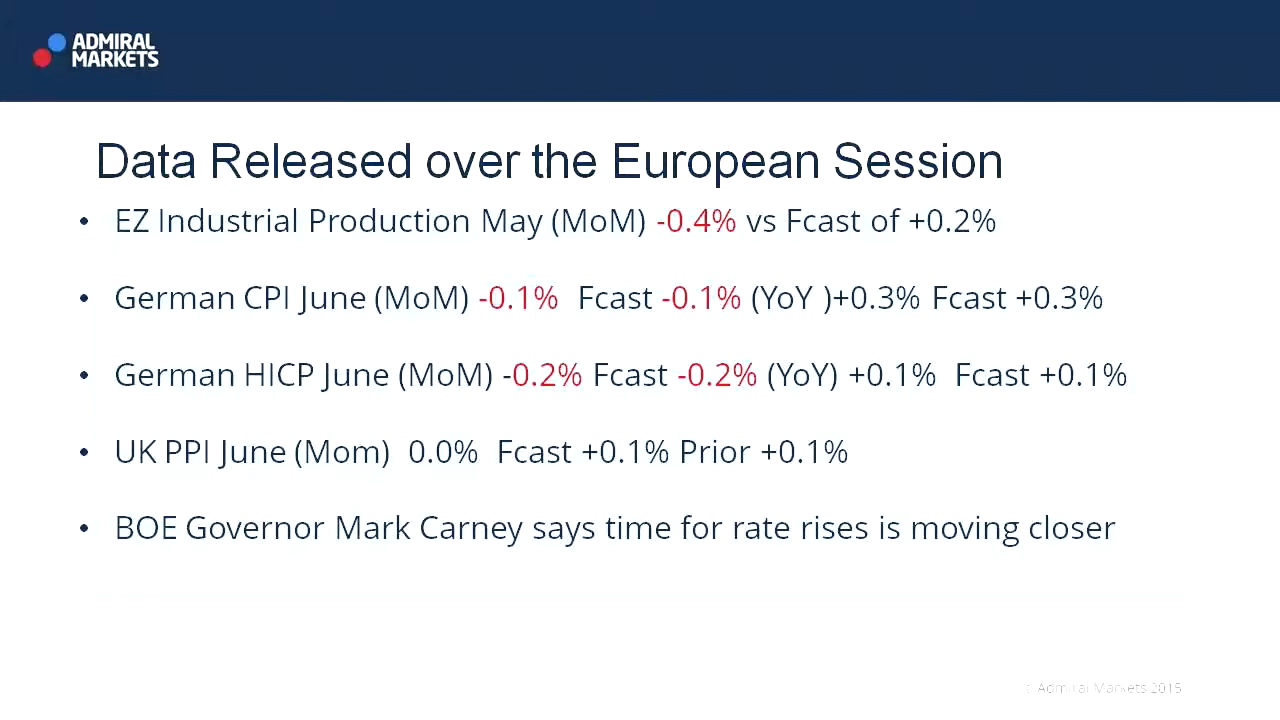 ADMIRAL
MARKETS
Data Released over the European Session
• EZ Industrial Production May (MoM) -0.4% vs Fcast of +0.2%
• German CPI June (MoM) -0.1% Fcast -0.1% (YoY )+0.3% Fcast +0.3%
• German HICP June (MoM) -0.2% Fcast -0.2% (YoY) +0.1% Fcast +0.1%
• UK PPI June (Mom) 0.0% Fcast +0.1% Prior +0.1%
• BOE Governor Mark Carney says time for rate rises is moving closer
Admiral Markets 2015